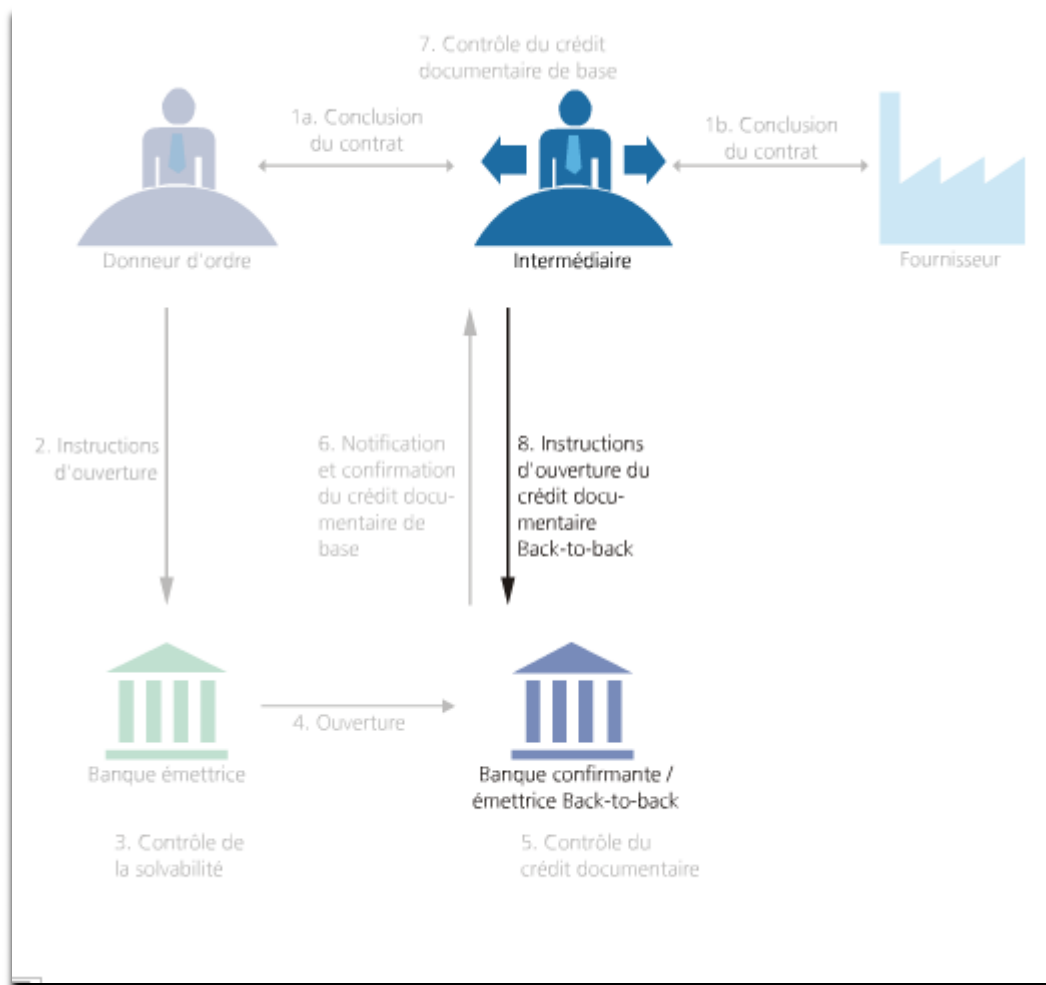 7. Contrôle du crédit
documentaire de base
1a. Conclusion
du contrat
1b. Conclusion
du contrat
Donneur d'ordre
Intermédiaire
Fournisseur
2. Instructions
d'ouverture
6. Notification
et confirmation
du crédit docu-
mentaire de
base
8. Instructions
d'ouverture du
crédit docu-
mentaire
Back-to-back
4. Ouverture
Banque émettrice
Banque confirmante /
émettrice Back-to-back
3. Contrôle de
la solvabilité
5. Contrôle du
crédit documentaire